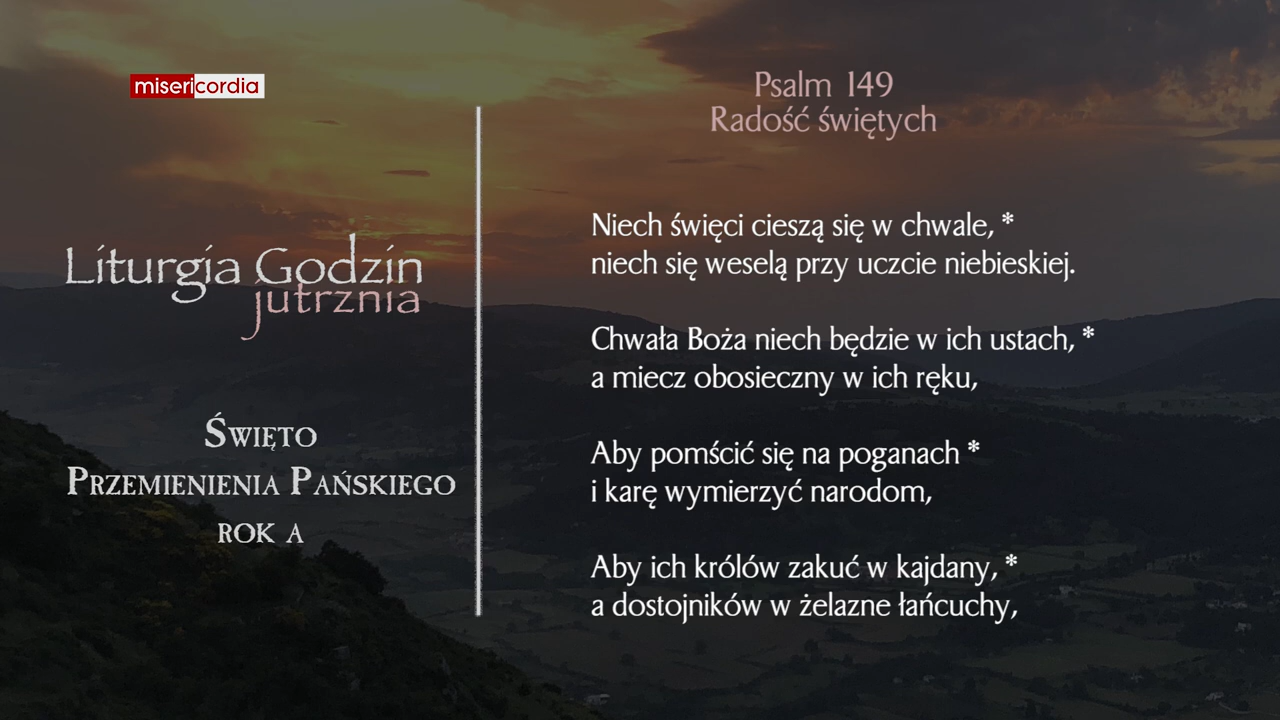 misericordia
Liturgia Godzin
jutrznia
Święto
Przemienienia Pańskiego
rok A
Psalm 149
Radość świętych
Niech święci cieszą się w chwale, *
niech się weselą przy uczcie niebieskiej.
Chwała Boża niech będzie w ich ustach, *
a miecz obosieczny w ich ręku,
Aby pomścić się na poganach *
i karę wymierzyć narodom,
Aby ich królów zakuć w kajdany, *
a dostojników w żelazne łańcuchy,